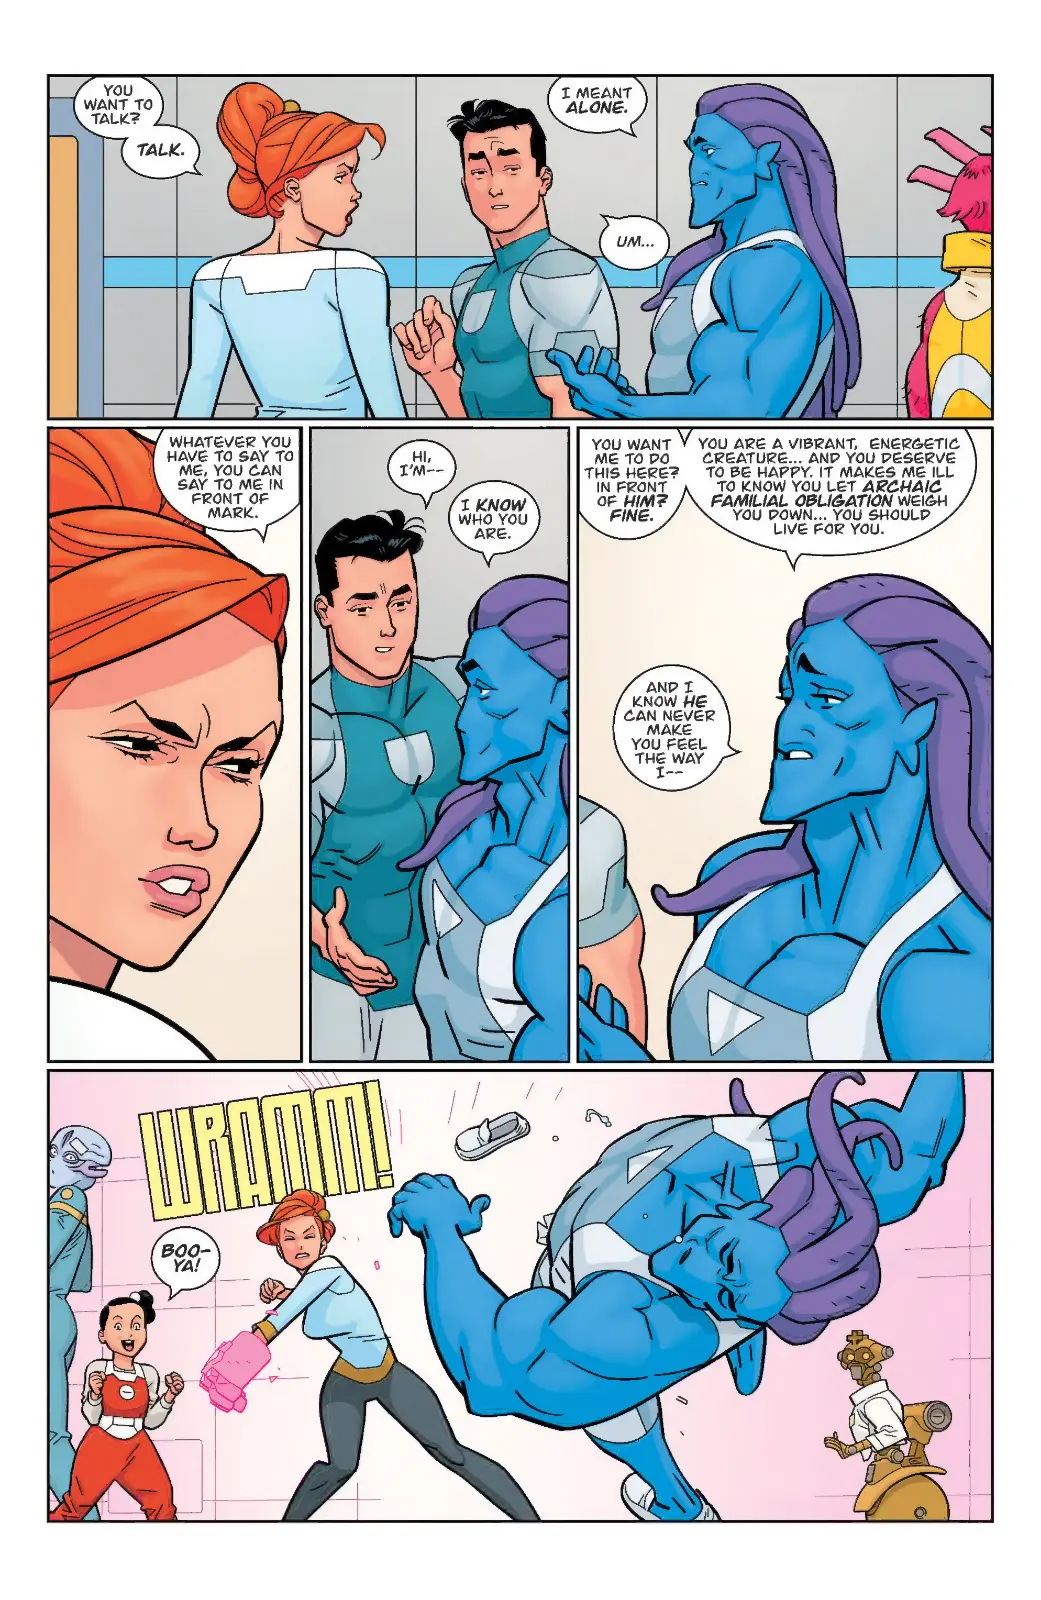 YOU
WANT TO
TALK?
TALK.
I MEANT
ALONE.
UM...
WHATEVER YOU
HAVE TO SAY TO
ME, YOU CAN
SAY TO ME IN
FRONT OF
MARK.
HI,
I'M--
I KNOW
WHO YOU
ARE.
YOU WANT
ME TO DO
THIS HERE?
IN FRONT
OF HIM?
FINE.
YOU ARE A VIBRANT, ENERGETIC
CREATURE... AND YOU DESERVE
TO BE HAPPY. IT MAKES ME ILL
TO KNOW YOU LET ARCHAIC
FAMILIAL OBLIGATION WEIGH
YOU DOWN... YOU SHOULD
LIVE FOR YOU.
AND I
KNOW HE
CAN NEVER
MAKE
YOU FEEL
THE WAY
I--
WRAMM!
BOO-
YA!